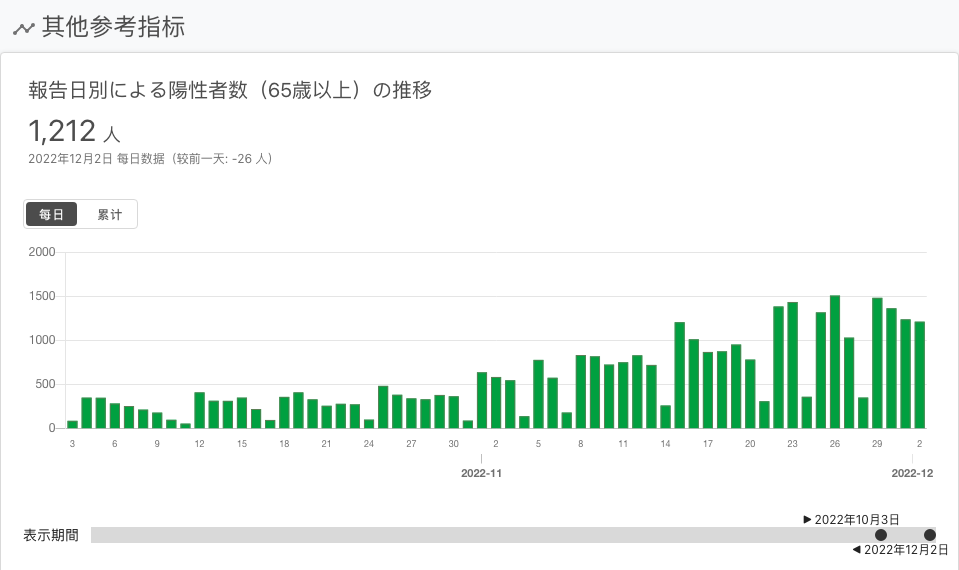 其他参考指标
報告日別による陽性者数（65歳以上）の推移
1,212 人
2022年12月2日 每日数据（较前一天: -26 人）
每日 累计
2000
1500
1000
500
0
3 6 9 12 15 18 21 24 27 30 2 5 8 11 14 17 20 23 26 29 2
2022-11 2022-12
▶ 2022年10月3日
表示期間
◀ 2022年12月2日